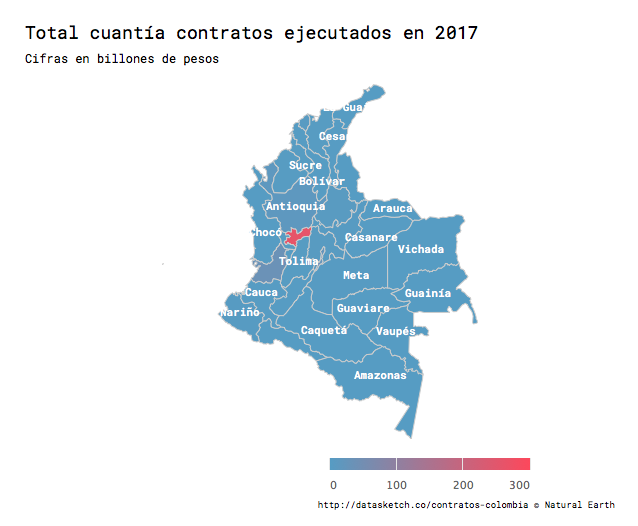 Total cuantía contratos ejecutados en 2017
Cifras en billones de pesos
La Gua
Cesa
Sucre
Bolívar
Antioquia
Arauca
Chocó
Casanare
Vichada
Tolima
Meta
Cauca
Guainía
Nariño
Guaviare
Caquetá
Vaupés
Amazonas
0 100 200 300
http://datasketch.co/contratos-colombia © Natural Earth